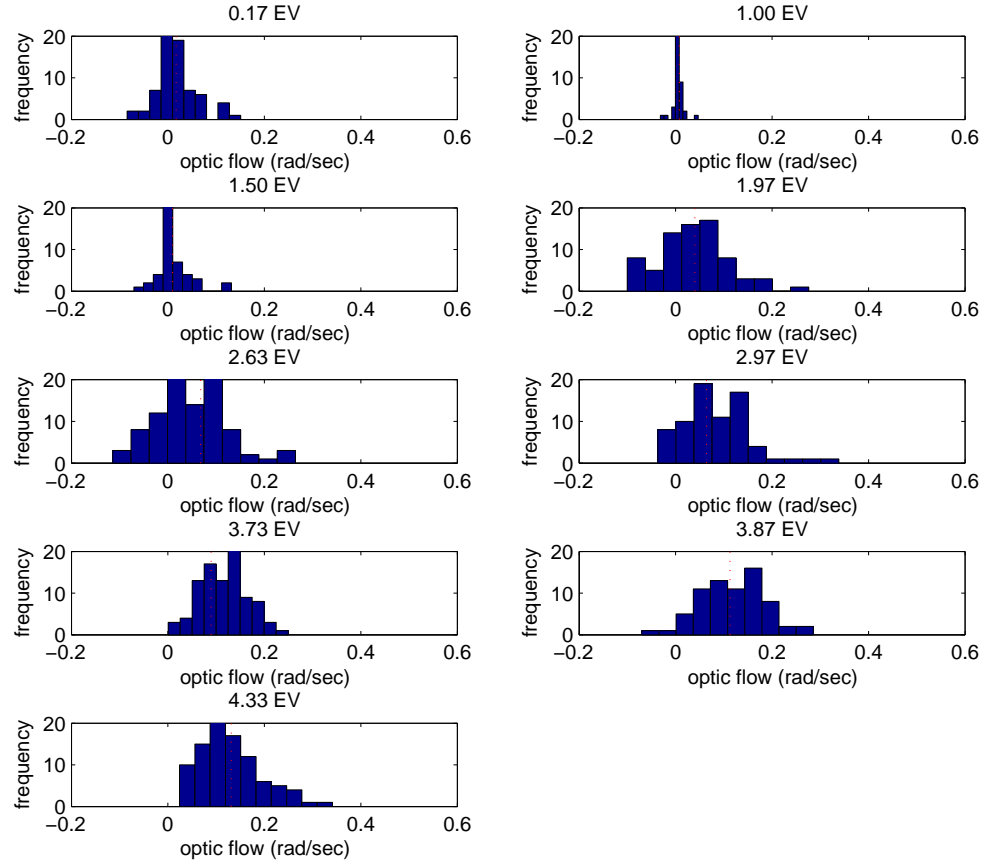 0.17 EV
frequency
20
10
0
−0.2 0 0.2 0.4 0.6
optic flow (rad/sec)
1.00 EV
frequency
20
10
0
−0.2 0 0.2 0.4 0.6
optic flow (rad/sec)
1.50 EV
frequency
20
10
0
−0.2 0 0.2 0.4 0.6
optic flow (rad/sec)
1.97 EV
frequency
20
10
0
−0.2 0 0.2 0.4 0.6
optic flow (rad/sec)
2.63 EV
frequency
20
10
0
−0.2 0 0.2 0.4 0.6
optic flow (rad/sec)
2.97 EV
frequency
20
10
0
−0.2 0 0.2 0.4 0.6
optic flow (rad/sec)
3.73 EV
frequency
20
10
0
−0.2 0 0.2 0.4 0.6
optic flow (rad/sec)
3.87 EV
frequency
20
10
0
−0.2 0 0.2 0.4 0.6
optic flow (rad/sec)
4.33 EV
frequency
20
10
0
−0.2 0 0.2 0.4 0.6
optic flow (rad/sec)